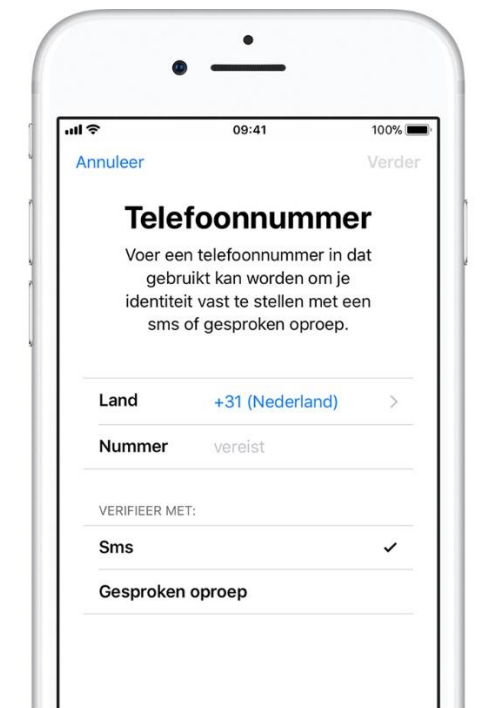 09:41
100%
Annuleer
Verder
Telefoonnummer
Voer een telefoonnummer in dat
gebruikt kan worden om je
identiteit vast te stellen met een
sms of gesproken oproep.
Land +31 (Nederland)
Nummer vereist
VERIFIEER MET:
Sms
Gesproken oproep